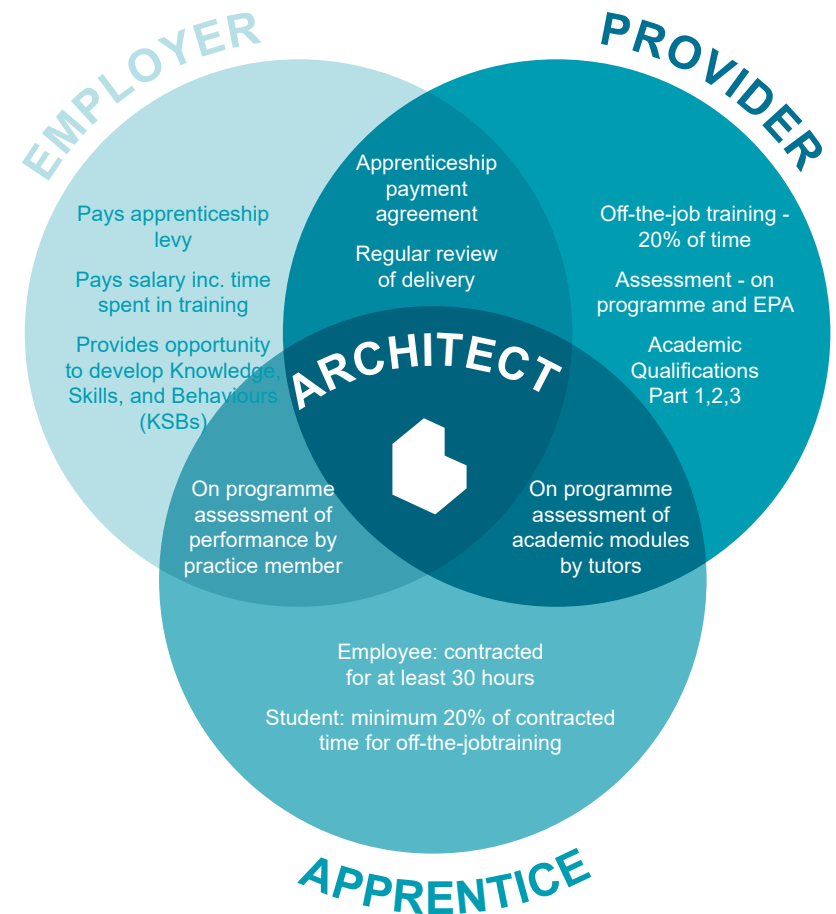 EMPLOYER
PROVIDER
Apprenticeship
payment
agreement
Regular review
of delivery
Pays apprenticeship
levy
Pays salary inc. time
spent in training
Provides opportunity
to develop Knowledge,
Skills, and Behaviours
(KSBs)
Off-the-job training -
20% of time
Assessment - on
programme and EPA
Academic
Qualifications
Part 1,2,3
ARCHITECT
On programme
assessment of
performance by
practice member
On programme
assessment of
academic modules
by tutors
Employee: contracted
for at least 30 hours
Student: minimum 20% of contracted
time for off-the-jobtraining
APPRENTICE